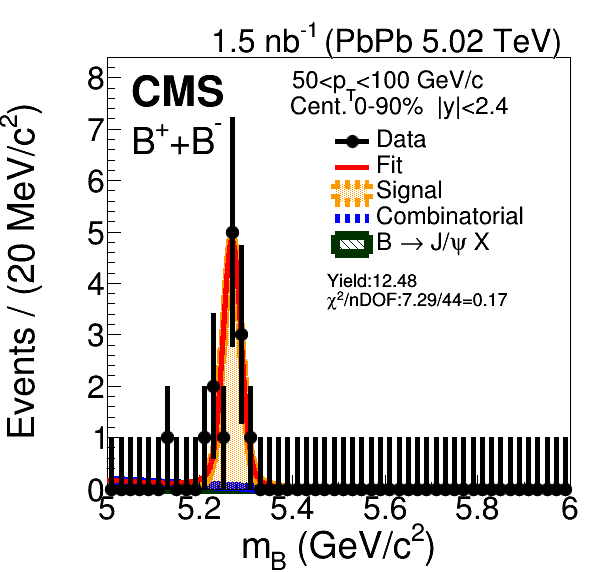 1.5 nb⁻¹ (PbPb 5.02 TeV)
CMS
B⁺+B⁻
50<p_T<100 GeV/c
Cent. 0-90% |y|<2.4
Data
Fit
Signal
Combinatorial
B → J/ψ X
Yield:12.48
χ²/nDOF:7.29/44=0.17
Events / (20 MeV/c²)
8
7
6
5
4
3
2
1
0
5 5.2 5.4 5.6 5.8 6
m_B (GeV/c²)